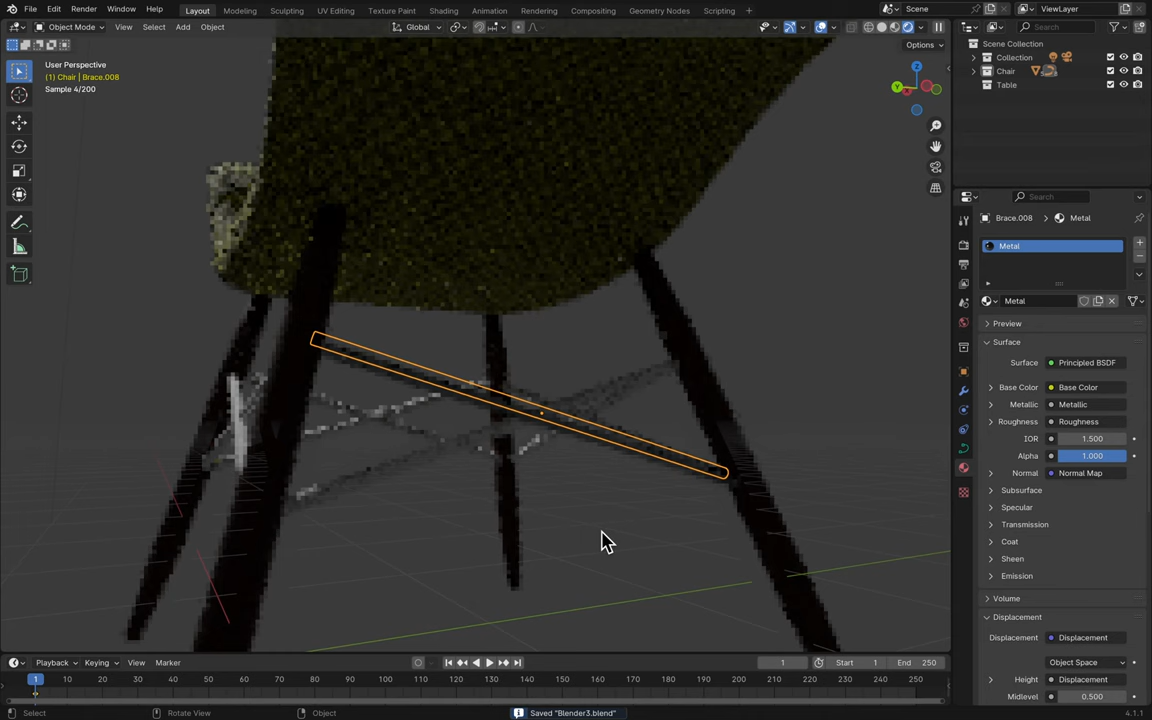 File Edit Render Window Help Layout Modeling Sculpting UV Editing Texture Paint Shading Animation Rendering Compositing Geometry Nodes Scripting Scene ViewLayer
Object Mode View Select Add Object Global Search
Options
User Perspective
(1) Chair | Brace.008
Sample 4/200
Z
Y
Scene Collection
Collection
Chair
Table
Search
Brace.008 Metal
Metal
Metal
Preview
Surface
Surface Principled BSDF
Base Color Base Color
Metallic Metallic
Roughness Roughness
IOR 1.500
Alpha 1.000
Normal Normal Map
Subsurface
Specular
Transmission
Coat
Sheen
Emission
Volume
Displacement
Displacement Displacement
Object Space
Height Displacement
Midlevel 0.500
Playback Keying View Marker 1 Start 1 End 250
1 10 20 30 40 50 60 70 80 90 100 110 120 130 140 150 160 170 180 190 200 210 220 230 240 250
Select Rotate View Object Saved "Blender3.blend" 4.1.1